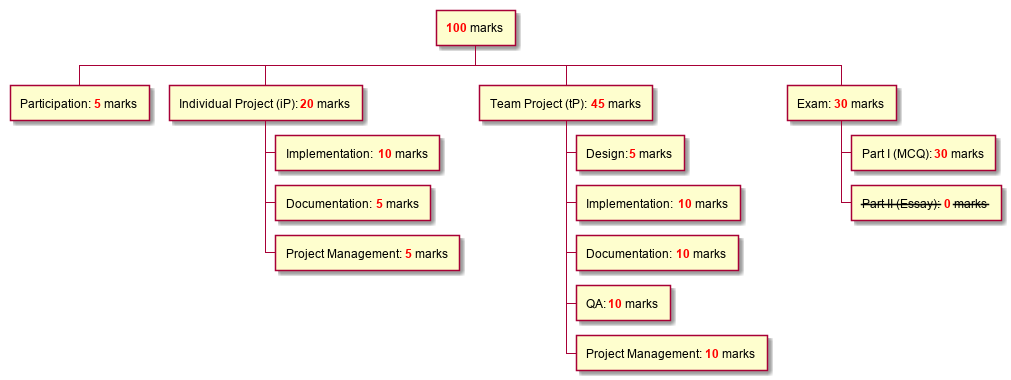 100 marks
Participation: 5 marks
Individual Project (iP): 20 marks
Implementation: 10 marks
Documentation: 5 marks
Project Management: 5 marks
Team Project (tP): 45 marks
Design: 5 marks
Implementation: 10 marks
Documentation: 10 marks
QA: 10 marks
Project Management: 10 marks
Exam: 30 marks
Part I (MCQ): 30 marks
Part II (Essay): 0 marks